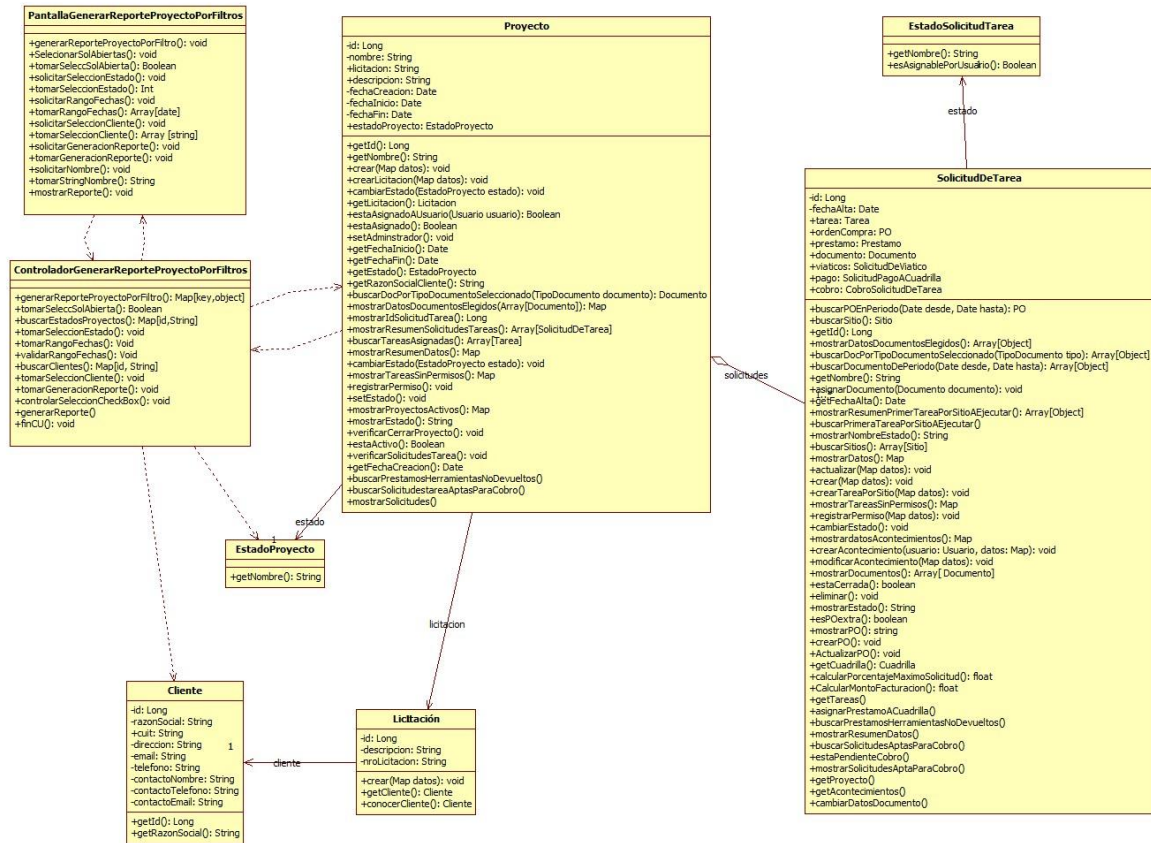 PantallaGenerarReporteProyectoPorFiltros
+generarReporteProyectoPorFiltro(): void
+SelecionarSolAbiertas(): void
+tomarSeleccSolAbierta(): Boolean
+solicitarSeleccionEstado(): void
+tomarSeleccionEstado(): Int
+solicitarRangoFechas(): void
+tomarRangoFechas(): Array[date]
+solicitarSeleccionCliente(): void
+tomarSeleccionCliente(): Array [string]
+solicitarGeneracionReporte(): void
+tomarGeneracionReporte(): void
+solicitarNombre(): void
+tomarStringNombre(): String
+mostrarReporte(): void
ControladorGenerarReporteProyectoPorFiltros
+generarReporteProyectoPorFiltro(): Map[key,object]
+tomarSeleccSolAbierta(): Boolean
+buscarEstadosProyectos(): Map[id,String]
+tomarSeleccionEstado(): void
+tomarRangoFechas(): void
+validarRangoFechas(): Void
+buscarClientes(): Map[id, String]
+tomarSeleccionCliente(): void
+tomarGeneracionReporte(): void
+controlarSeleccionCheckBox(): void
+generarReporte()
+finCU(): void
Proyecto
-id: Long
-nombre: String
+licitacion: String
+descripcion: String
-fechaCreacion: Date
-fechaInicio: Date
-fechaFin: Date
+estadoProyecto: EstadoProyecto
+getId(): Long
+getNombre(): String
+crear(Map datos): void
+crearLicitacion(Map datos): void
+cambiarEstado(EstadoProyecto estado): void
+getLicitacion(): Licitacion
+estaAsignadoAUsuario(Usuario usuario): Boolean
+estaAsignado(): Boolean
+setAdminstrador(): void
+getFechaInicio(): Date
+getFechaFin(): Date
+getEstado(): EstadoProyecto
+getRazonSocialCliente(): String
+buscarDocPorTipoDocumentoSeleccionado(TipoDocumento documento): Documento
+mostrarDatosDocumentosElegidos(Array[Documento]): Map
+mostrarIdSolicitudTarea(): Long
+mostrarResumenSolicitudesTareas(): Array[SolicitudDeTarea]
+buscarTareasAsignadas(): Array[Tarea]
+mostrarResumenDatos(): Map
+cambiarEstado(EstadoProyecto estado): void
+mostrarTareasSinPermisos(): Map
+registrarPermiso(): void
+setEstado(): void
+mostrarProyectosActivos(): Map
+mostrarEstado(): String
+verificarCerrarProyecto(): void
+estaActivo(): Boolean
+verificarSolicitudesTarea(): void
+getFechaCreacion(): Date
+buscarPrestamosHerramientasNoDevueltos()
+buscarSolicitudestareaAptasParaCobro()
+mostrarSolicitudes()
EstadoSolicitudTarea
+getNombre(): String
+esAsignablePorUsuairio(): Boolean
estado
SolicitudDeTarea
-id: Long
-fechaAlta: Date
+tarea: Tarea
+ordenCompra: PO
+prestamo: Prestamo
+documento: Documento
+viaticos: SolicitudDeViatico
+pago: SolicitudPagoACuadrilla
+cobro: CobroSolicitudDeTarea
+buscarPOEnPeriodo(Date desde, Date hasta): PO
+buscarSitio(): Sitio
+getId(): Long
+mostrarDatosDocumentosElegidos(): Array[Object]
+buscarDocPorTipoDocumentoSeleccionado(TipoDocumento tipo): Array[Object]
+buscarDocumentoDePeriodo(Date desde, Date hasta): Array[Object]
+getNombre(): String
+asignarDocumento(Documento documento): void
+getFechaAlta(): Date
+mostrarResumenPrimerTareaPorSitioAEjecutar(): Array[Object]
+buscarPrimeraTareaPorSitioAEjecutar()
+mostrarNombreEstado(): String
+buscarSitios(): Array[Sitio]
+mostrarDatos(): Map
+actualizar(Map datos): void
+crear(Map datos): void
+crearTareaPorSitio(Map datos): void
+mostrarTareasSinPermisos(): Map
+registrarPermiso(Map datos): void
+cambiarEstado(): void
+mostrardatosAcontecimientos(): Map
+crearAcontecimiento(usuario: Usuario, datos: Map): void
+modificarAcontecimiento(Map datos): void
+mostrarDocumentos(): Array[ Documento]
+estaCerrada(): boolean
+eliminar(): void
+mostrarEstado(): String
+esPOextra(): boolean
+mostrarPO(): string
+crearPO(): void
+ActualizarPO(): void
+getCuadrilla(): Cuadrilla
+calcularPorcentajeMaximoSolicitud(): float
+CalcularMontoFacturacion(): float
+getTareas()
+asignarPrestamoACuadrilla()
+buscarPrestamosHerramientasNoDevueltos()
+mostrarResumenDatos()
+buscarSolicitudesAptasParaCobro()
+estaPendienteCobro()
+mostrarSolicitudesAptaParaCobro()
+getProyecto()
+getAcontecimientos()
+cambiarDatosDocumento()
solicitudes
estado
1
EstadoProyecto
+getNombre(): String
licitacion
Cliente
-id: Long
-razonSocial: String
+cuit: String
-direccion: String
-email: String
-telefono: String
-contactoNombre: String
-contactoTelefono: String
-contactoEmail: String
+getId(): Long
+getRazonSocial(): String
1
cliente
Licitación
-id: Long
-descripcion: String
-nroLicitacion: String
+crear(Map datos): void
+getCliente(): Cliente
+conocerCliente(): Cliente